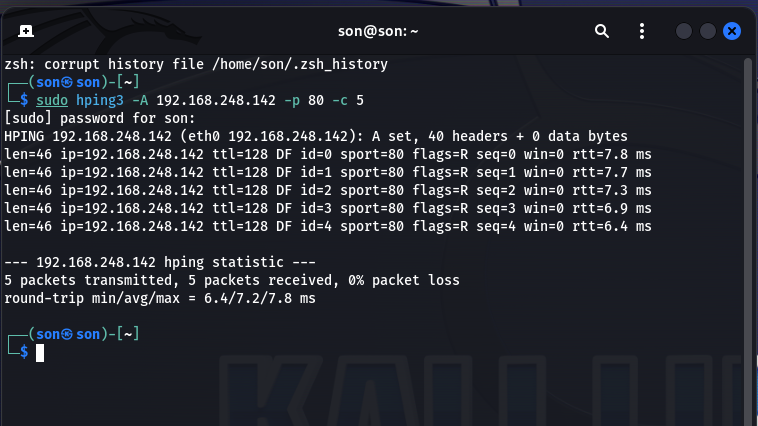 son@son: ~
zsh: corrupt history file /home/son/.zsh_history
┌──(son㉿son)-[~]
└─$ sudo hping3 -A 192.168.248.142 -p 80 -c 5
[sudo] password for son:
HPING 192.168.248.142 (eth0 192.168.248.142): A set, 40 headers + 0 data bytes
len=46 ip=192.168.248.142 ttl=128 DF id=0 sport=80 flags=R seq=0 win=0 rtt=7.8 ms
len=46 ip=192.168.248.142 ttl=128 DF id=1 sport=80 flags=R seq=1 win=0 rtt=7.7 ms
len=46 ip=192.168.248.142 ttl=128 DF id=2 sport=80 flags=R seq=2 win=0 rtt=7.3 ms
len=46 ip=192.168.248.142 ttl=128 DF id=3 sport=80 flags=R seq=3 win=0 rtt=6.9 ms
len=46 ip=192.168.248.142 ttl=128 DF id=4 sport=80 flags=R seq=4 win=0 rtt=6.4 ms
--- 192.168.248.142 hping statistic ---
5 packets transmitted, 5 packets received, 0% packet loss
round-trip min/avg/max = 6.4/7.2/7.8 ms
┌──(son㉿son)-[~]
└─$